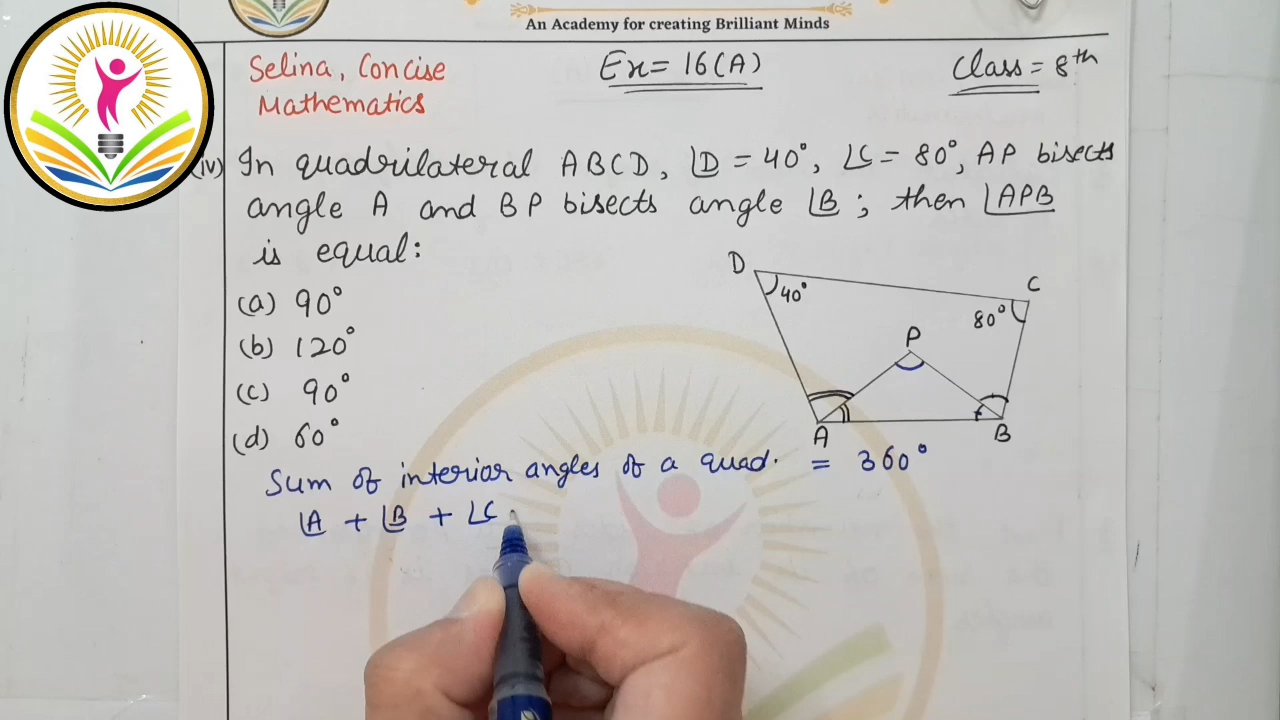 An Academy for creating Brilliant Minds
Selina, Concise Mathematics
Ex= 16(A)
Class = 8th
(iv) In quadrilateral ABCD, ∠D = 40°, ∠C = 80°, AP bisects
angle A and BP bisects angle ∠B ; then ∠APB
is equal:
(a) 90°
(b) 120°
(c) 90°
(d) 60°
D
40°
C
80°
P
A
B
Sum of interior angles of a quad. = 360°
∠A + ∠B + ∠C